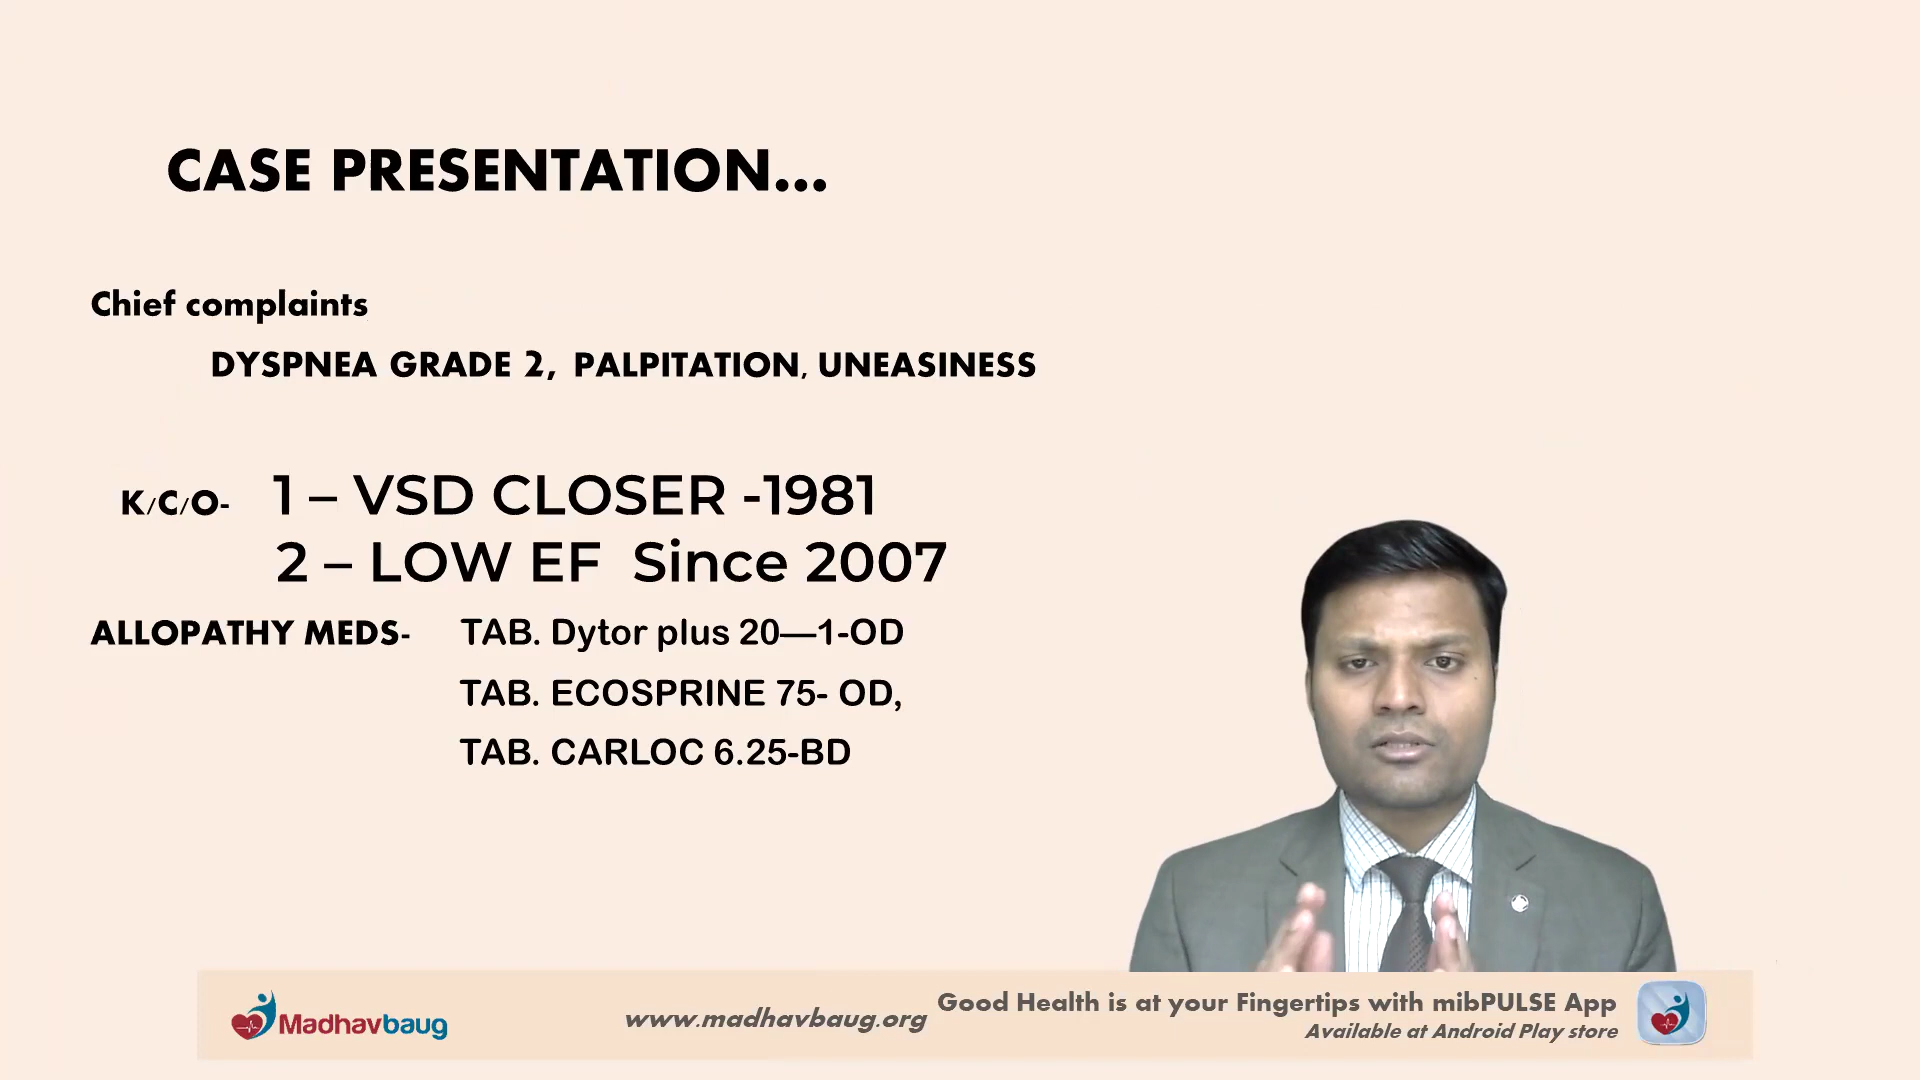 CASE PRESENTATION...
Chief complaints
DYSPNEA GRADE 2, PALPITATION, UNEASINESS
K/C/O- 1 – VSD CLOSER -1981
2 – LOW EF Since 2007
ALLOPATHY MEDS- TAB. Dytor plus 20—1-OD
TAB. ECOSPRINE 75- OD,
TAB. CARLOC 6.25-BD
Madhavbaug
www.madhavbaug.org
Good Health is at your Fingertips with mibPULSE App
Available at Android Play store